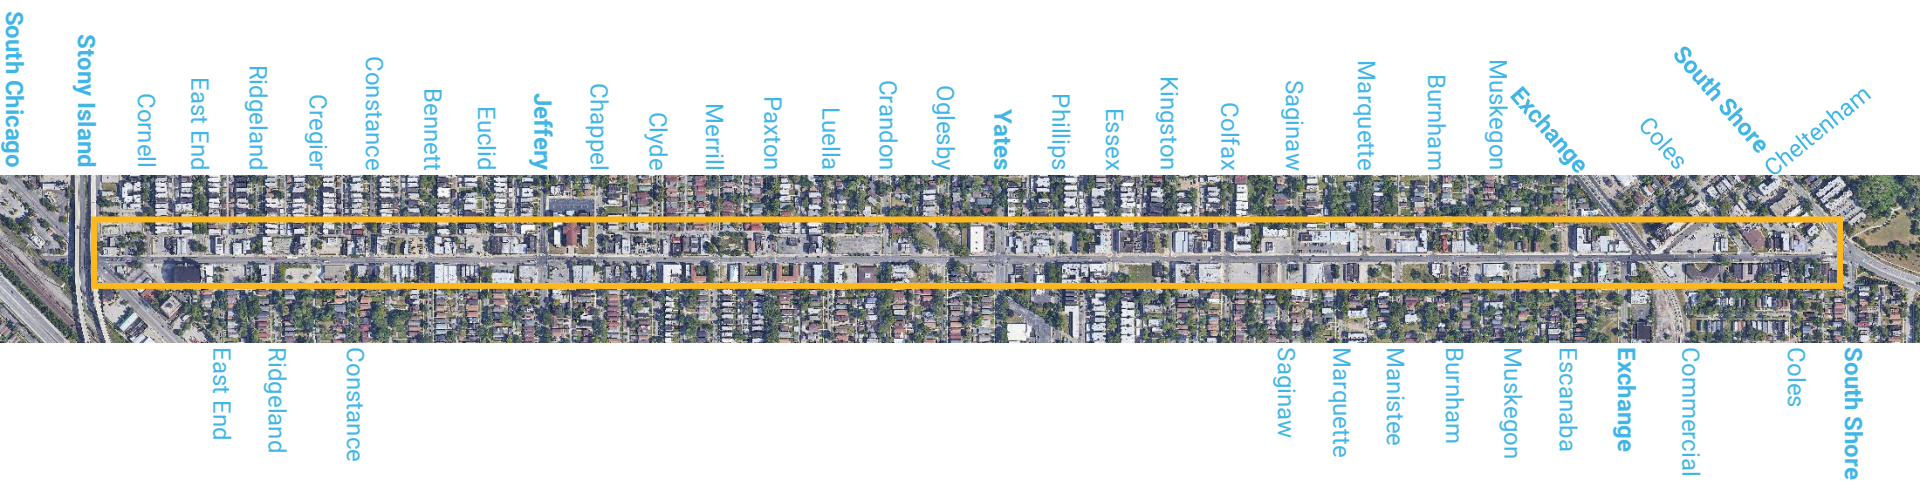 South Chicago
Stony Island
Cornell
East End
Ridgeland
Cregier
Constance
Bennett
Euclid
Jeffery
Chappel
Clyde
Merrill
Paxton
Luella
Crandon
Oglesby
Yates
Phillips
Essex
Kingston
Colfax
Saginaw
Marquette
Burnham
Muskegon
Exchange
Coles
South Shore
Cheltenham
East End
Ridgeland
Constance
Saginaw
Marquette
Manistee
Burnham
Muskegon
Escanaba
Exchange
Commercial
Coles
South Shore